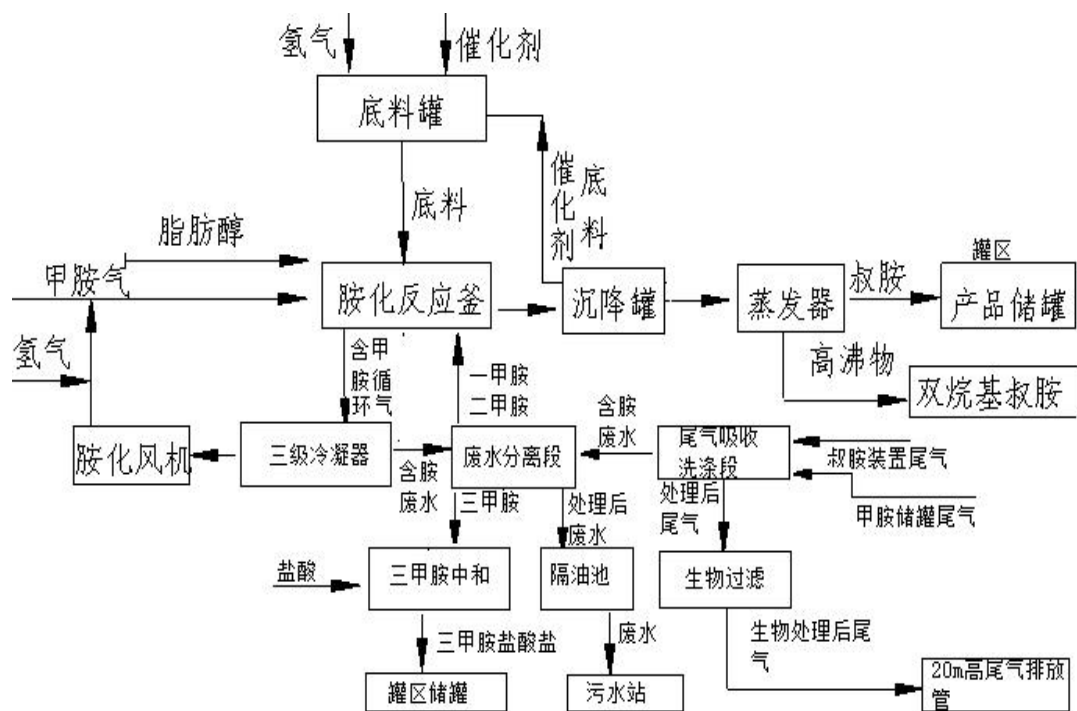 氢气
催化剂
底料罐
底料
催化剂
底料
脂肪醇
甲胺气
胺化反应釜
沉降罐
蒸发器
叔胺
罐区
产品储罐
氢气
含甲
胺循
环气
一甲胺
二甲胺
高沸物
双烷基叔胺
胺化风机
三级冷凝器
含胺
废水
废水分离段
含胺
废水
尾气吸收
洗涤段
叔胺装置尾气
甲胺储罐尾气
三甲胺
处理后
废水
处理后
尾气
盐酸
三甲胺中和
隔油池
生物过滤
三甲胺盐酸盐
废水
生物处理后尾
气
罐区储罐
污水站
20m高尾气排放
管